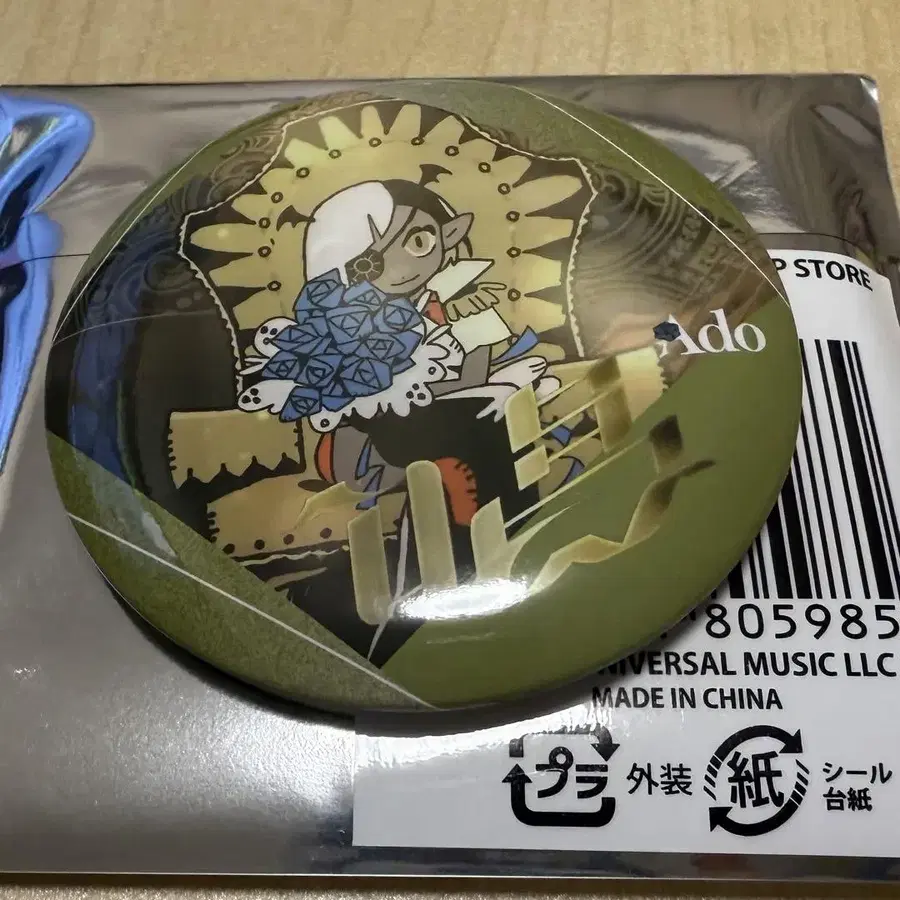 P STORE
Ado
805985
NIVERSAL MUSIC LLC
MADE IN CHINA
プラ 外装 紙 シール
台紙